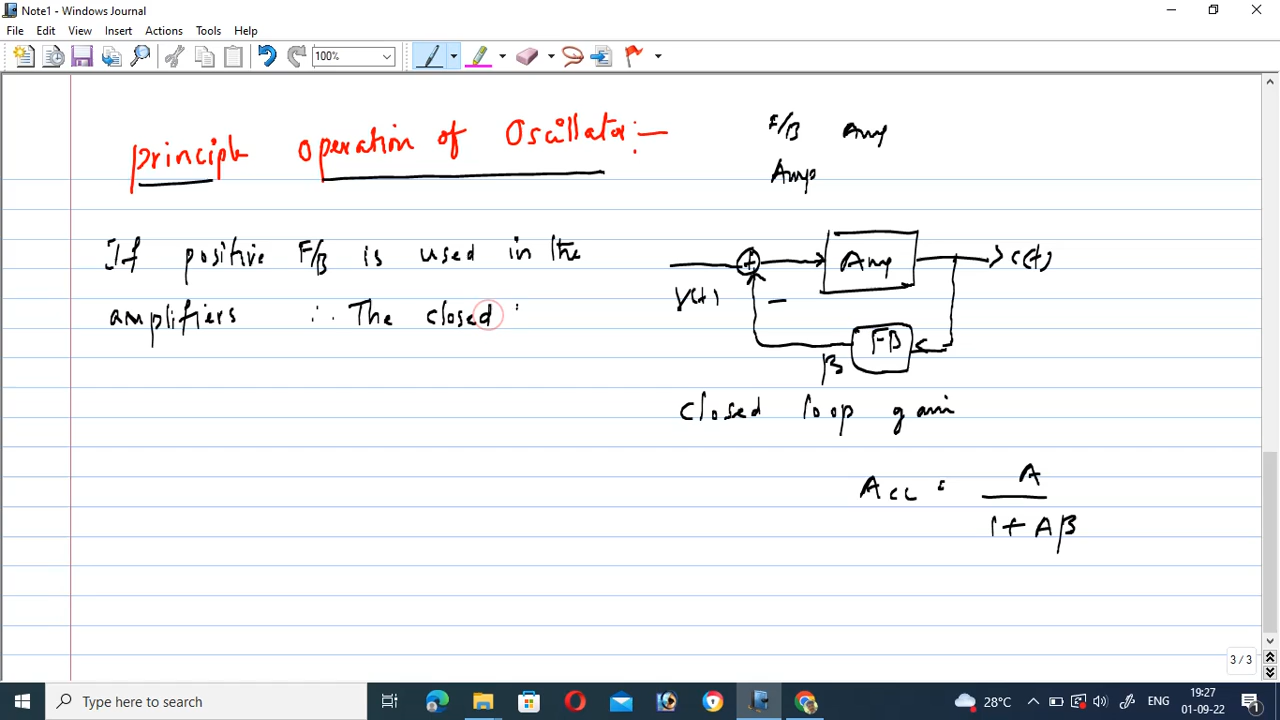 Note1 - Windows Journal
File Edit View Insert Actions Tools Help
100%
principle operation of Oscillator:-
F/B Amp
Amp
If positive F/B is used in the
amplifiers ∴ The closed
+ Amp c(t)
r(t) -
FB
β
closed loop gain
A_CL = A / 1 + Aβ
3 / 3
Type here to search
28°C ENG 19:27
01-09-22